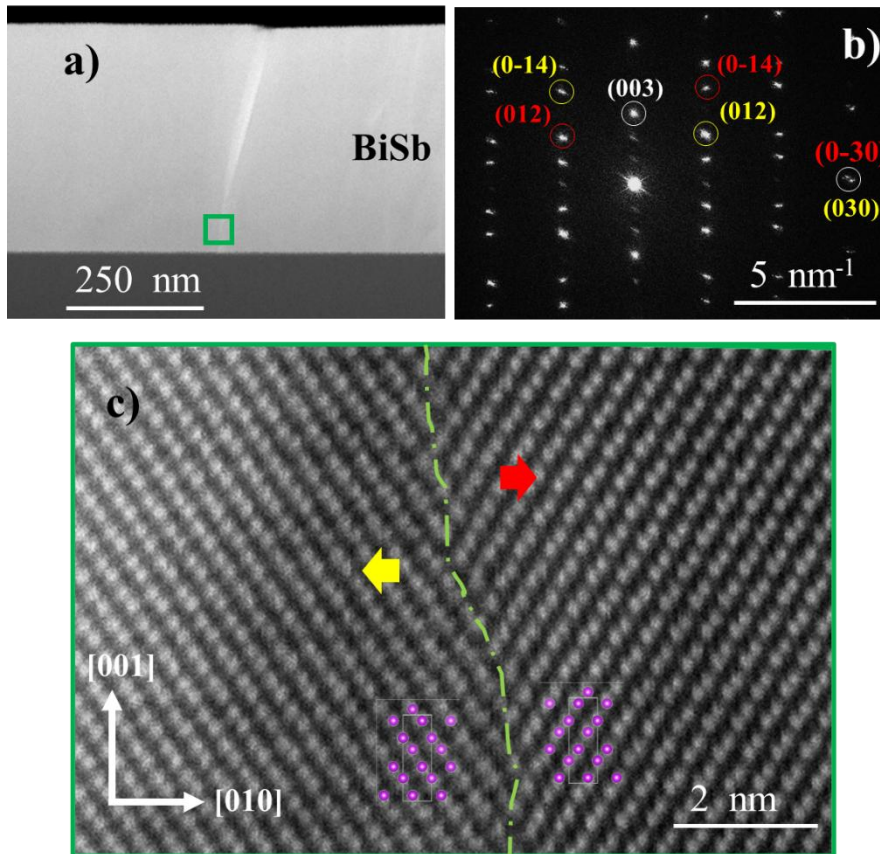 a)
BiSb
250 nm
b)
(0-14)
(0-14)
(003)
(012)
(012)
(0-30)
(030)
5 nm-1
c)
[001]
[010]
2 nm